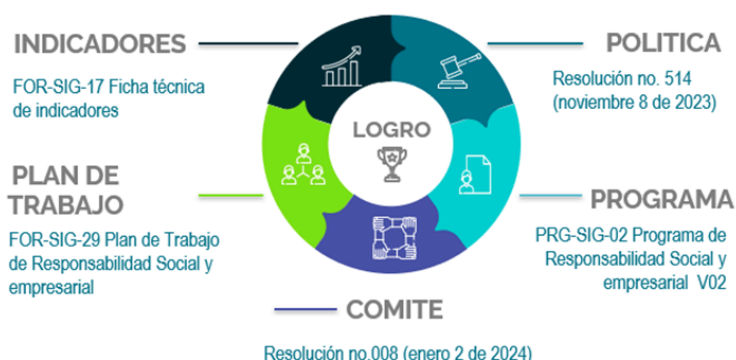 INDICADORES
FOR-SIG-17 Ficha técnica
de indicadores
POLITICA
Resolución no. 514
(noviembre 8 de 2023)
LOGRO
PLAN DE
TRABAJO
FOR-SIG-29 Plan de Trabajo
de Responsabilidad Social y
empresarial
PROGRAMA
PRG-SIG-02 Programa de
Responsabilidad Social y
empresarial V02
COMITE
Resolución no.008 (enero 2 de 2024)